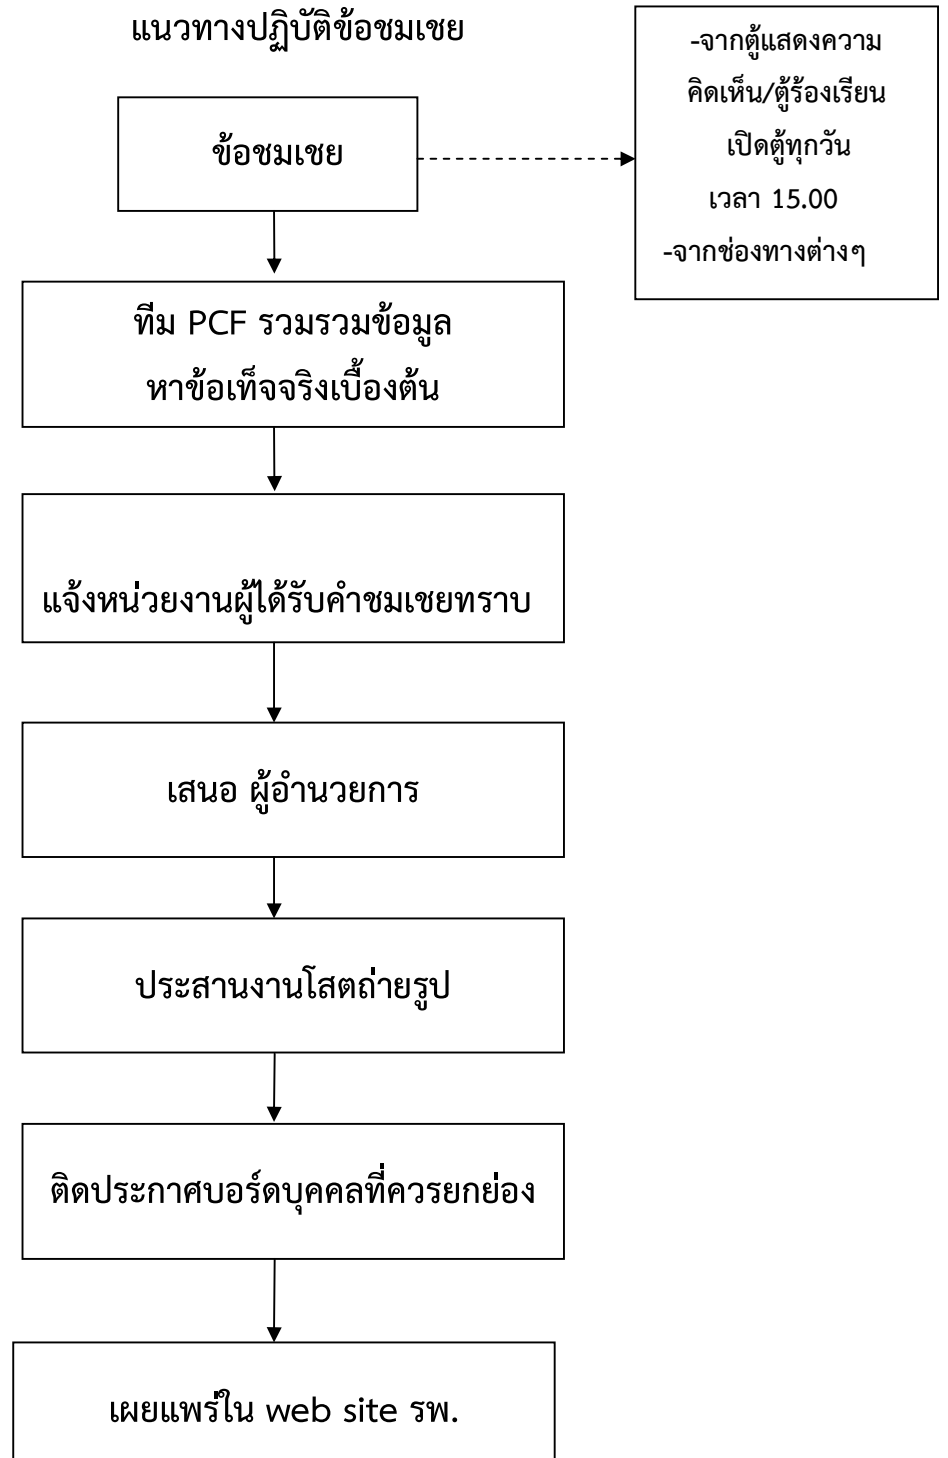 แนวทางปฏิบัติข้อชมเชย
ข้อชมเชย
-จากตู้แสดงความ
คิดเห็น/ตู้ร้องเรียน
เปิดตู้ทุกวัน
เวลา 15.00
-จากช่องทางต่างๆ
ทีม PCF รวมรวมข้อมูล
หาข้อเท็จจริงเบื้องต้น
แจ้งหน่วยงานผู้ได้รับคำชมเชยทราบ
เสนอ ผู้อำนวยการ
ประสานงานโสตถ่ายรูป
ติดประกาศบอร์ดบุคคลที่ควรยกย่อง
เผยแพร่ใน web site รพ.